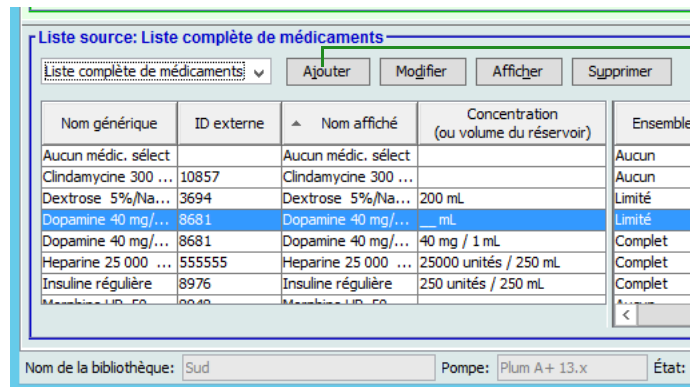 Liste source: Liste complète de médicaments
Liste complète de médicaments Ajouter Modifier Afficher Supprimer
Nom générique ID externe Nom affiché Concentration (ou volume du réservoir) Ensemble
Aucun médic. sélect Aucun médic. sélect Aucun
Clindamycine 300 ... 10857 Clindamycine 300 ... Aucun
Dextrose 5%/Na... 3694 Dextrose 5%/Na... 200 mL Limité
Dopamine 40 mg/... 8681 Dopamine 40 mg/... __ mL Limité
Dopamine 40 mg/... 8681 Dopamine 40 mg/... 40 mg / 1 mL Complet
Heparine 25 000 ... 555555 Heparine 25 000 ... 25000 unités / 250 mL Complet
Insuline régulière 8976 Insuline régulière 250 unités / 250 mL Complet
Nom de la bibliothèque: Sud Pompe: Plum A+ 13.x État: